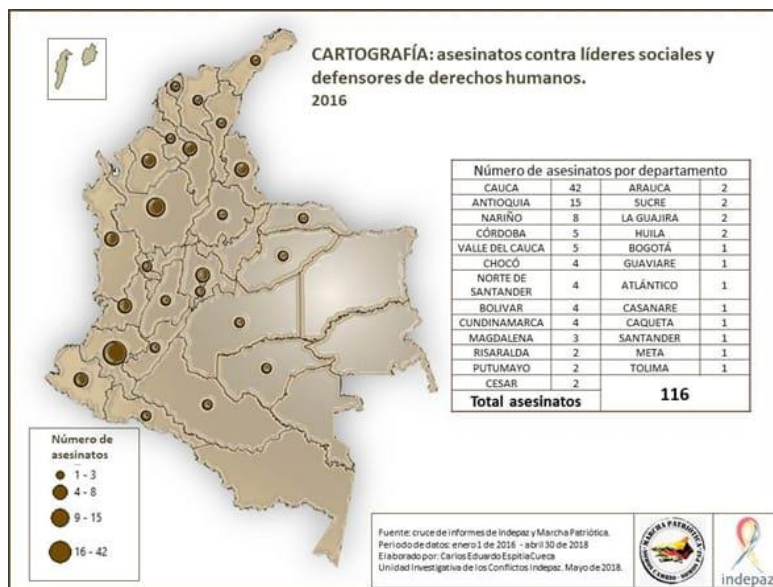 CARTOGRAFÍA: asesinatos contra líderes sociales y
defensores de derechos humanos.
2016
Número de asesinatos por departamento
CAUCA 42 ARAUCA 2
ANTIOQUIA 15 SUCRE 2
NARIÑO 8 LA GUAJIRA 2
CÓRDOBA 5 HUILA 2
VALLE DEL CAUCA 5 BOGOTÁ 1
CHOCÓ 4 GUAVIARE 1
NORTE DE
SANTANDER 4 ATLÁNTICO 1
BOLIVAR 4 CASANARE 1
CUNDINAMARCA 4 CAQUETA 1
MAGDALENA 3 SANTANDER 1
RISARALDA 2 META 1
PUTUMAYO 2 TOLIMA 1
CESAR 2
Total asesinatos 116
Número de
asesinatos
1 - 3
4 - 8
9 - 15
16 - 42
Fuente: cruce de informes de Indepaz y Marcha Patriótica.
Periodo de datos: enero 1 de 2016 - abril 30 de 2018
Elaborado por: Carlos Eduardo Espitia Cueca
Unidad Investigativa de los Conflictos Indepaz. Mayo de 2018.
MARCHA PATRIÓTICA
indepaz